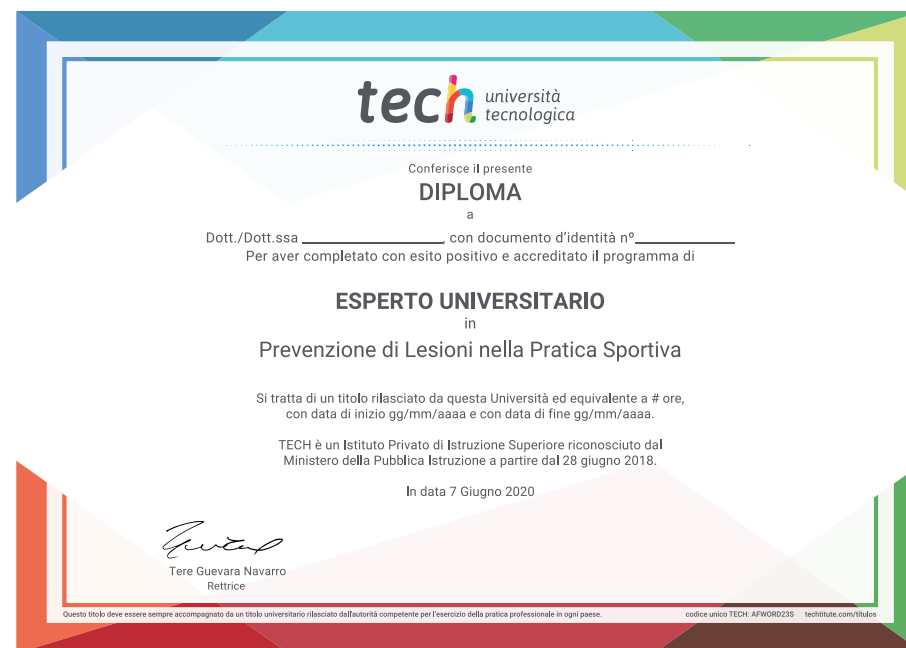 tech università
tecnologica
Conferisce il presente
DIPLOMA
a
Dott./Dott.ssa ____________________, con documento d'identità nº______________
Per aver completato con esito positivo e accreditato il programma di
ESPERTO UNIVERSITARIO
in
Prevenzione di Lesioni nella Pratica Sportiva
Si tratta di un titolo rilasciato da questa Università ed equivalente a # ore,
con data di inizio gg/mm/aaaa e con data di fine gg/mm/aaaa.
TECH è un Istituto Privato di Istruzione Superiore riconosciuto dal
Ministero della Pubblica Istruzione a partire dal 28 giugno 2018.
In data 7 Giugno 2020
Tere Guevara Navarro
Rettrice
Questo titolo deve essere sempre accompagnato da un titolo universitario rilasciato dall'autorità competente per l'esercizio della pratica professionale in ogni paese. codice unico TECH: AFWORD23S techtitute.com/titulos